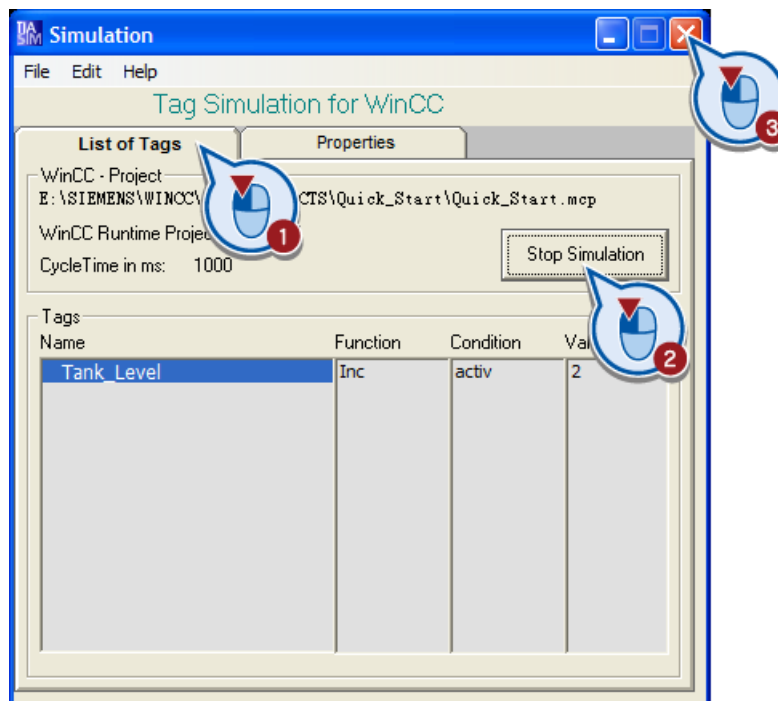 Simulation
File Edit Help
Tag Simulation for WinCC
List of Tags Properties
WinCC - Project
E:\SIEMENS\WINCC\ CTS\Quick_Start\Quick_Start.mcp
WinCC Runtime
CycleTime in ms: 1000
Stop Simulation
Tags
Name Function Condition
Tank_Level Inc activ 2
1
2
3